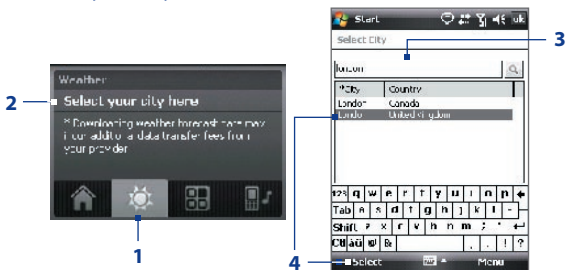 Start
uk
Select City
3
london
Weather
City Country
2 Select your city here
London Canada
Londo United Kingdom
* Downloading weather forecast data may
incur additional data transfer fees from
your provider
123 q w e r t y u i o p
Tab a s d f g h j k l
Shift z x c v b n m ; '
Ctl áü @ &
1
4 Select Menu